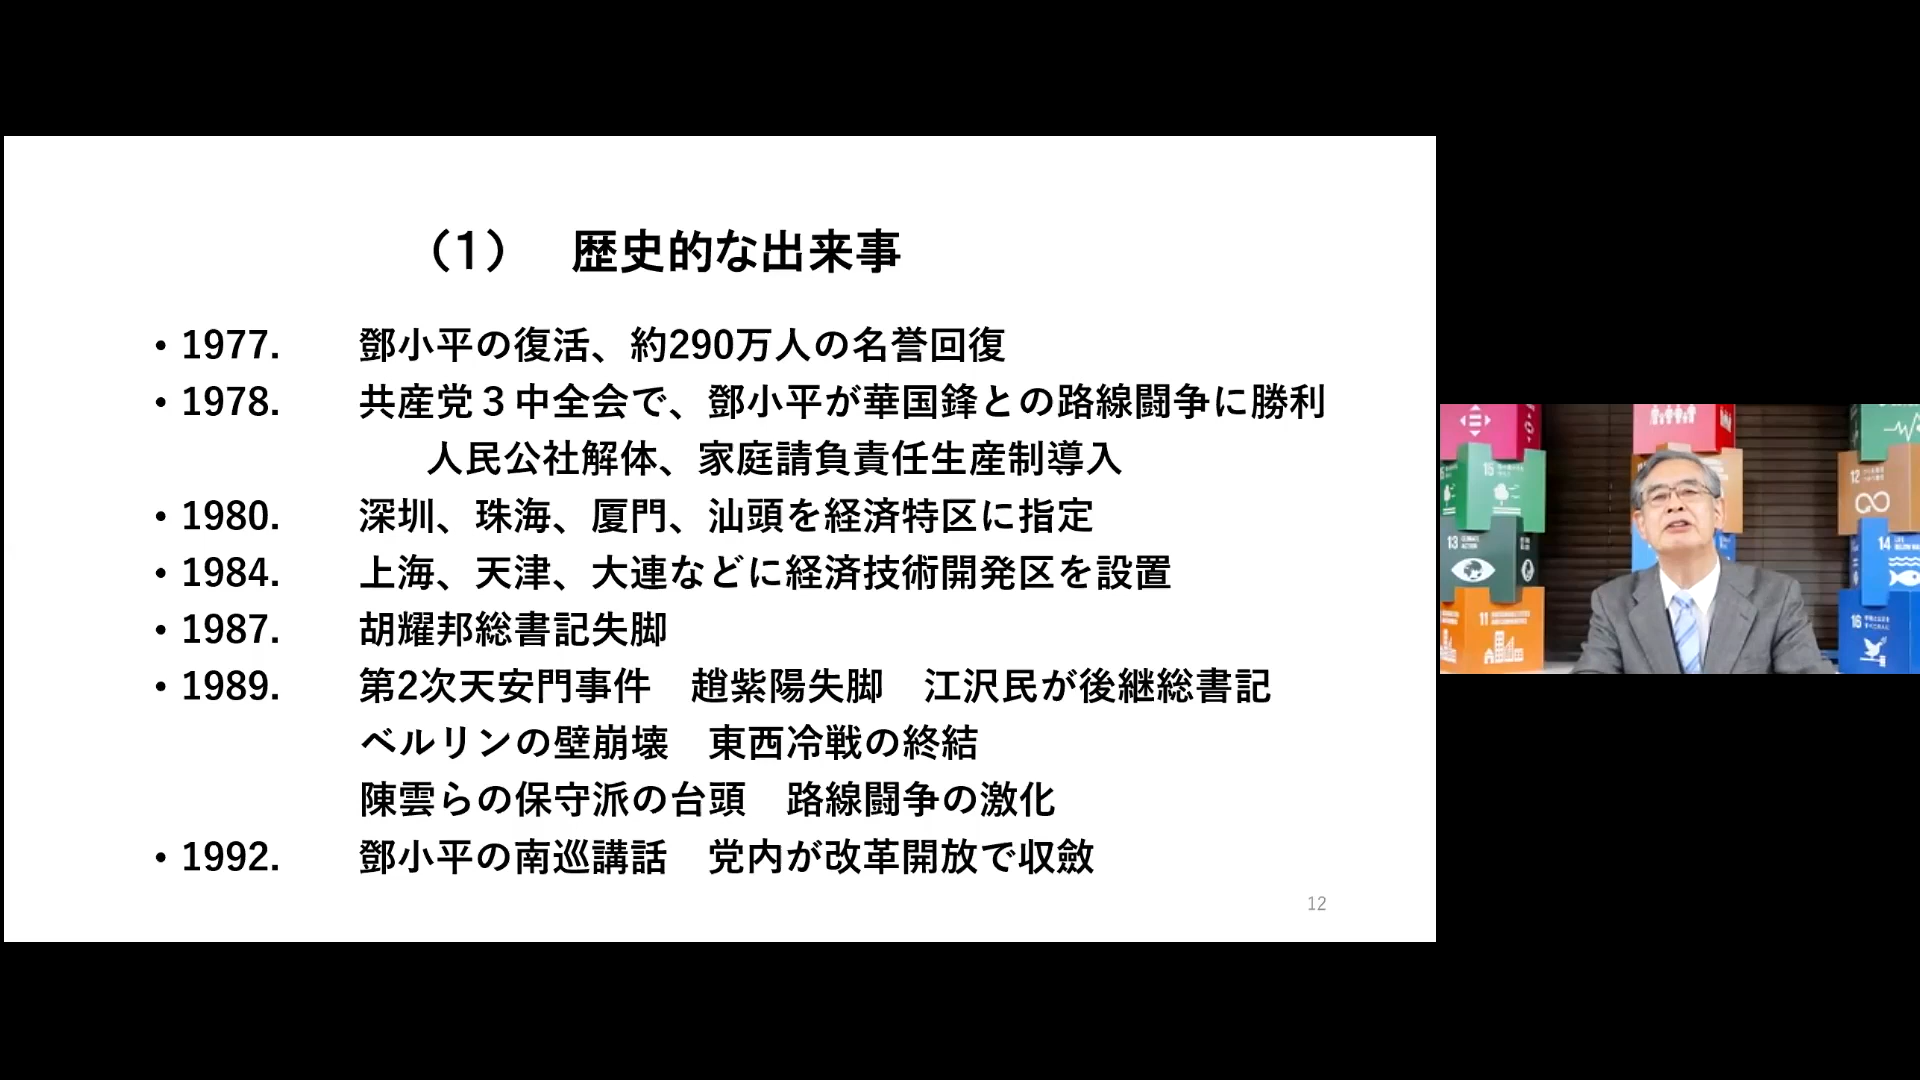 （1）　歴史的な出来事
• 1977.　鄧小平の復活、約290万人の名誉回復
• 1978.　共産党３中全会で、鄧小平が華国鋒との路線闘争に勝利
人民公社解体、家庭請負責任生産制導入
• 1980.　深圳、珠海、厦門、汕頭を経済特区に指定
• 1984.　上海、天津、大連などに経済技術開発区を設置
• 1987.　胡耀邦総書記失脚
• 1989.　第2次天安門事件　趙紫陽失脚　江沢民が後継総書記
ベルリンの壁崩壊　東西冷戦の終結
陳雲らの保守派の台頭　路線闘争の激化
• 1992.　鄧小平の南巡講話　党内が改革開放で収斂
12
15
13 CLIMATE ACTION
11
12
14
16